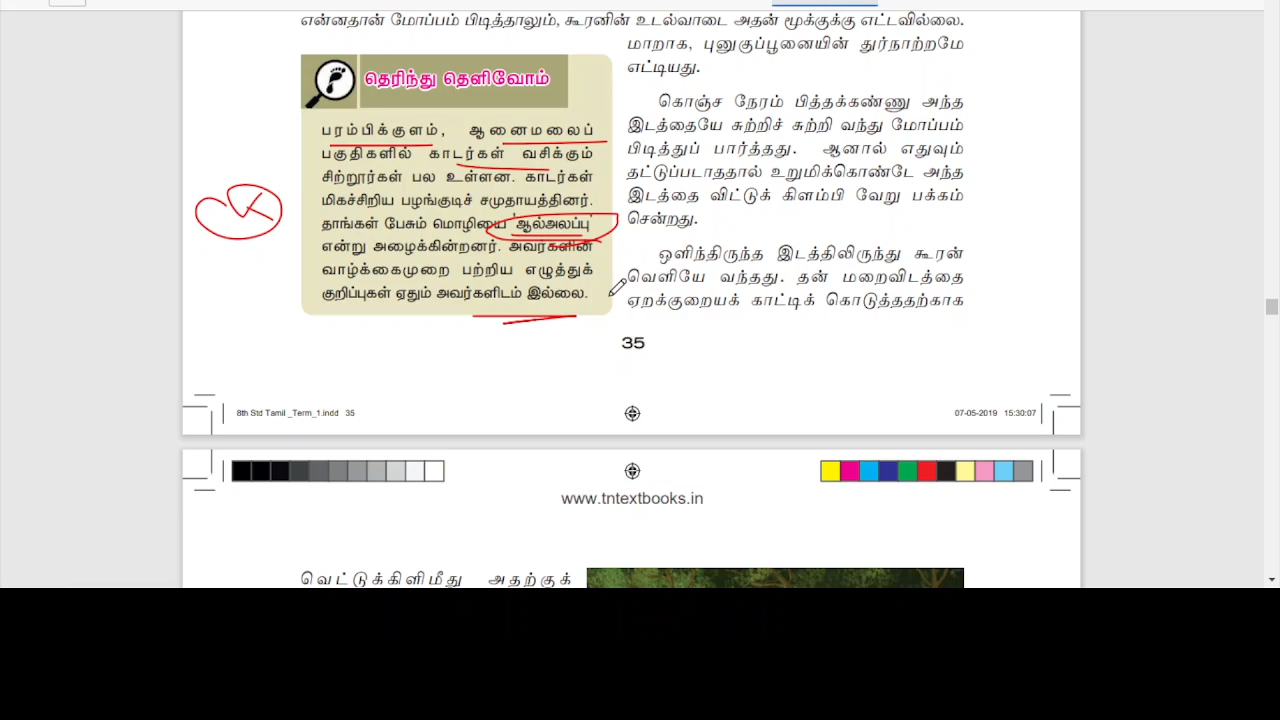 என்னதான் மோப்பம் பிடித்தாலும், கூரனின் உடல்வாடை அதன் மூக்குக்கு எட்டவில்லை.
மாறாக, புனுகுப்பூனையின் துர்நாற்றமே
எட்டியது.
தெரிந்து தெளிவோம்
பரம்பிக்குளம், ஆனைமலைப்
பகுதிகளில் காடர்கள் வசிக்கும்
சிற்றூர்கள் பல உள்ளன. காடர்கள்
மிகச்சிறிய பழங்குடிச் சமுதாயத்தினர்.
தாங்கள் பேசும் மொழியை 'ஆல்அலப்பு'
என்று அழைக்கின்றனர். அவர்களின்
வாழ்க்கைமுறை பற்றிய எழுத்துக்
குறிப்புகள் ஏதும் அவர்களிடம் இல்லை.
கொஞ்ச நேரம் பித்தக்கண்ணு அந்த
இடத்தையே சுற்றிச் சுற்றி வந்து மோப்பம்
பிடித்துப் பார்த்தது. ஆனால் எதுவும்
தட்டுப்படாததால் உறுமிக்கொண்டே அந்த
இடத்தை விட்டுக் கிளம்பி வேறு பக்கம்
சென்றது.
ஒளிந்திருந்த இடத்திலிருந்து கூரன்
வெளியே வந்தது. தன் மறைவிடத்தை
ஏறக்குறையக் காட்டிக் கொடுத்ததற்காக
35
8th Std Tamil _Term_1.indd 35
07-05-2019 15:30:07
www.tntextbooks.in
வெட்டுக்கிளிமீது அதற்குக்